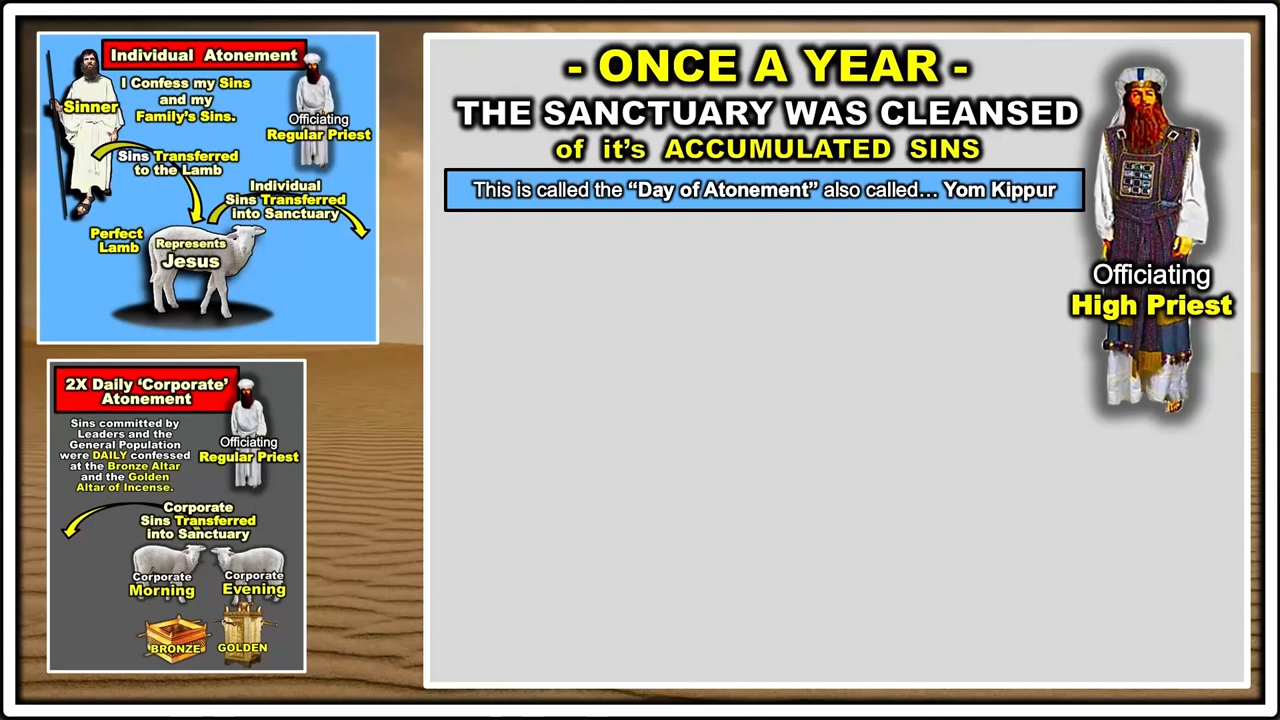 Individual Atonement
I Confess my Sins
and my
Family's Sins.
Sinner
Officiating
Regular Priest
Sins Transferred
to the Lamb
Individual
Sins Transferred
into Sanctuary
Perfect
Lamb
Represents
Jesus
2X Daily 'Corporate'
Atonement
Sins committed by
Leaders and the
General Population
were DAILY confessed
at the Bronze Altar
and the Golden
Altar of Incense.
Officiating
Regular Priest
Corporate
Sins Transferred
into Sanctuary
Corporate
Morning
Corporate
Evening
BRONZE
GOLDEN
- ONCE A YEAR -
THE SANCTUARY WAS CLEANSED
of it's ACCUMULATED SINS
This is called the “Day of Atonement” also called... Yom Kippur
Officiating
High Priest